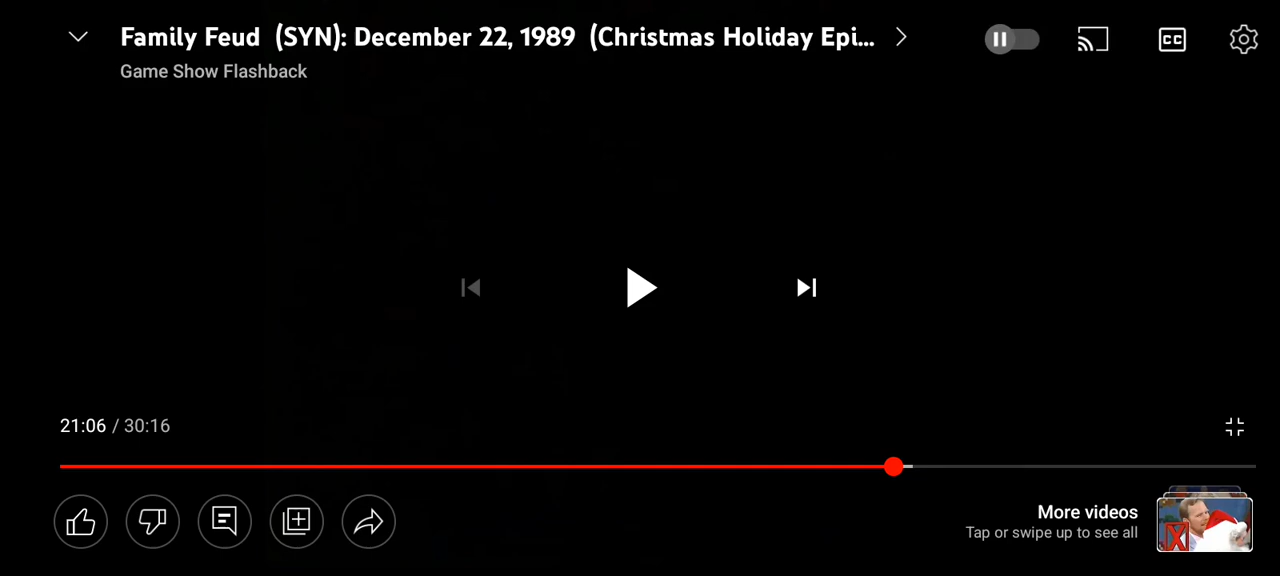 Family Feud  (SYN): December 22, 1989  (Christmas Holiday Epi...
Game Show Flashback
CC
21:06 / 30:16
More videos
Tap or swipe up to see all
X